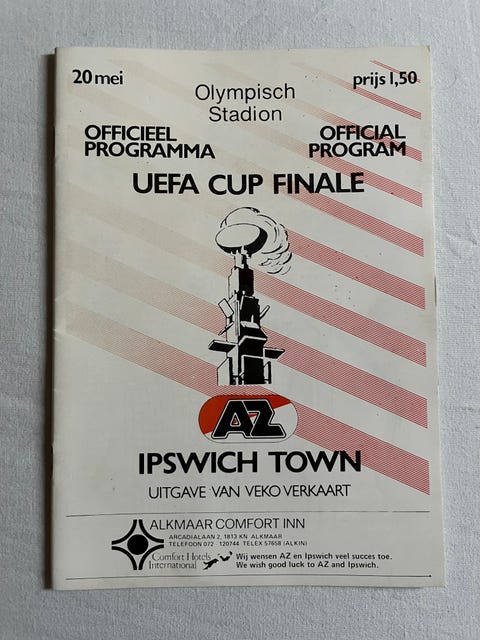 20 mei
prijs 1,50
Olympisch
Stadion
OFFICIEEL
PROGRAMMA
OFFICIAL
PROGRAM
UEFA CUP FINALE
AZ
IPSWICH TOWN
UITGAVE VAN VEKO VERKAART
ALKMAAR COMFORT INN
ARCADIALAAN 2, 1813 KN ALKMAAR
TELEFOON 072 - 120744 TELEX 57658 (ALKIN)
Comfort Hotels
International
Wij wensen AZ en Ipswich veel succes toe.
We wish good luck to AZ and Ipswich.